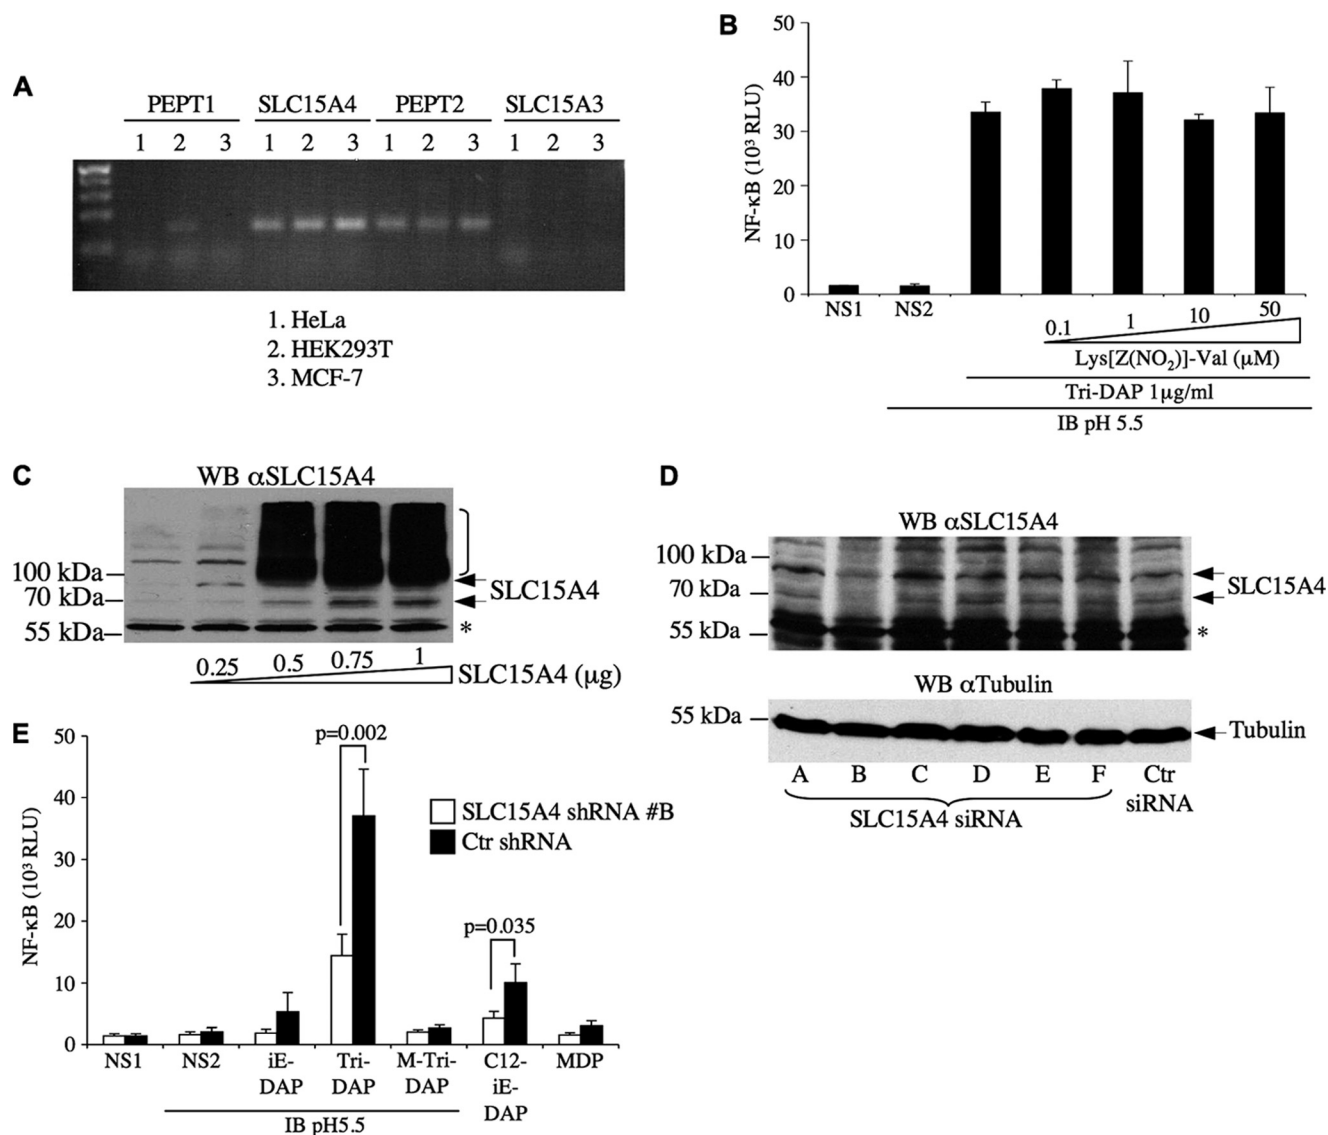 A
PEPT1 SLC15A4 PEPT2 SLC15A3
1 2 3 1 2 3 1 2 3 1 2 3
1. HeLa
2. HEK293T
3. MCF-7
B
NF-κB (10³ RLU)
50
40
30
20
10
0
NS1 NS2
0.1 1 10 50
Lys[Z(NO₂)]-Val (μM)
Tri-DAP 1μg/ml
IB pH 5.5
C
WB αSLC15A4
100 kDa
70 kDa
55 kDa
SLC15A4
*
0.25 0.5 0.75 1
SLC15A4 (μg)
D
WB αSLC15A4
100 kDa
70 kDa
55 kDa
SLC15A4
*
WB αTubulin
55 kDa
Tubulin
A B C D E F Ctr
siRNA
SLC15A4 siRNA
E
NF-κB (10³ RLU)
50
40
30
20
10
0
p=0.002
p=0.035
SLC15A4 shRNA #B
Ctr shRNA
NS1 NS2 iE- Tri- M-Tri- C12- MDP
DAP DAP DAP iE-
DAP
IB pH5.5